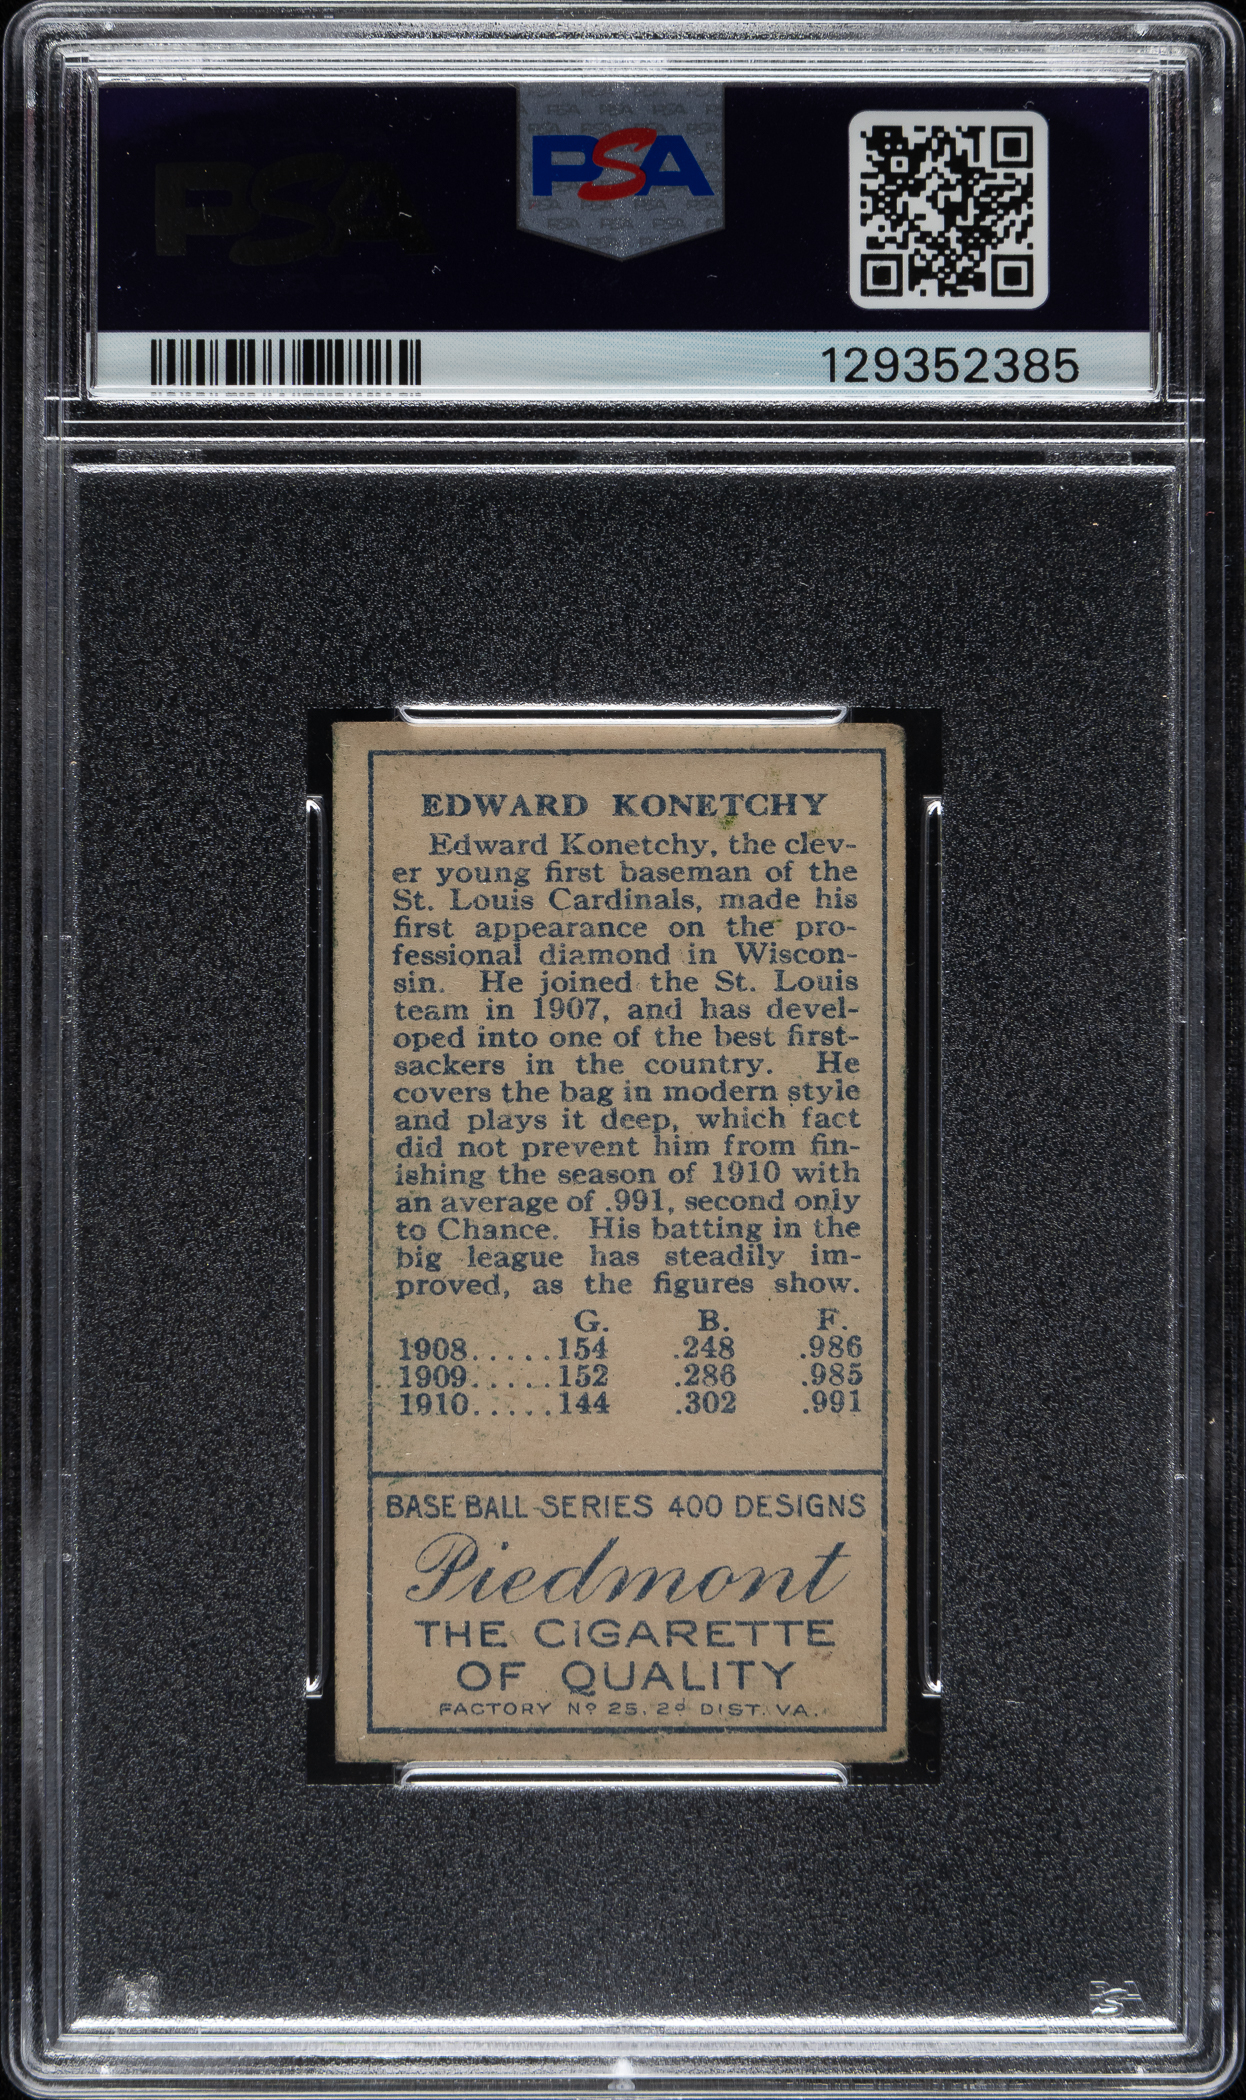 PSA
129352385
EDWARD KONETCHY
Edward Konetchy, the clev-
er young first baseman of the
St. Louis Cardinals, made his
first appearance on the pro-
fessional diamond in Wiscon-
sin. He joined the St. Louis
team in 1907, and has devel-
oped into one of the best first-
sackers in the country. He
covers the bag in modern style
and plays it deep, which fact
did not prevent him from fin-
ishing the season of 1910 with
an average of .991, second only
to Chance. His batting in the
big league has steadily im-
proved, as the figures show.
G. B. F.
1908.....154 .248 .986
1909.....152 .286 .985
1910.....144 .302 .991
BASE BALL SERIES 400 DESIGNS
Piedmont
THE CIGARETTE
OF QUALITY
FACTORY Nº 25, 2d DIST. VA.
PSA